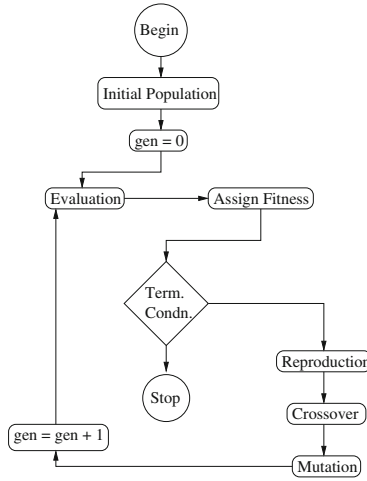 Begin
Initial Population
gen = 0
Evaluation
Assign Fitness
Term.
Condn.
Reproduction
Stop
Crossover
gen = gen + 1
Mutation